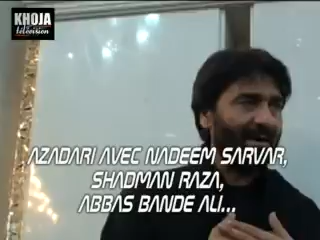 KHOJA
television
AZADARI AVEC NADEEM SARVAR,
SHADMAN RAZA,
ABBAS BANDE ALI...